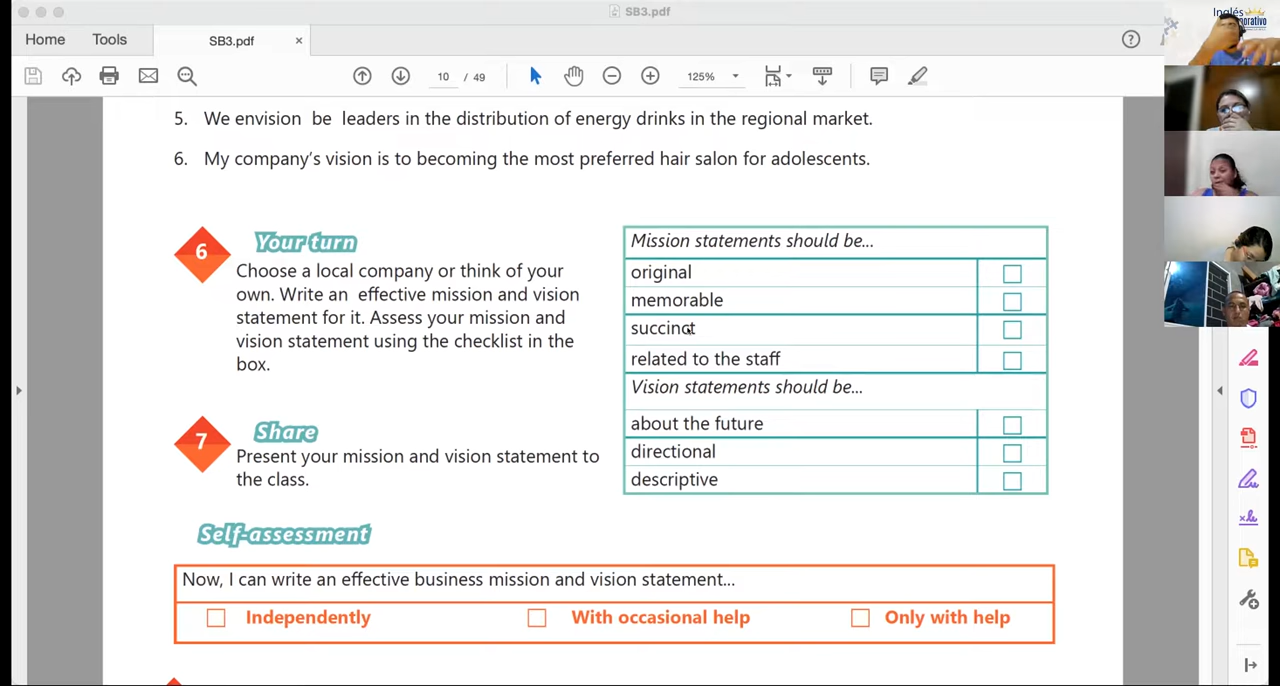 SB3.pdf
Home Tools SB3.pdf ×
10 / 49 125%
5. We envision be leaders in the distribution of energy drinks in the regional market.
6. My company's vision is to becoming the most preferred hair salon for adolescents.
6 Your turn
Choose a local company or think of your
own. Write an effective mission and vision
statement for it. Assess your mission and
vision statement using the checklist in the
box.
Mission statements should be...
original
memorable
succinct
related to the staff
Vision statements should be...
about the future
directional
descriptive
7 Share
Present your mission and vision statement to
the class.
Self-assessment
Now, I can write an effective business mission and vision statement...
Independently With occasional help Only with help
Inglés